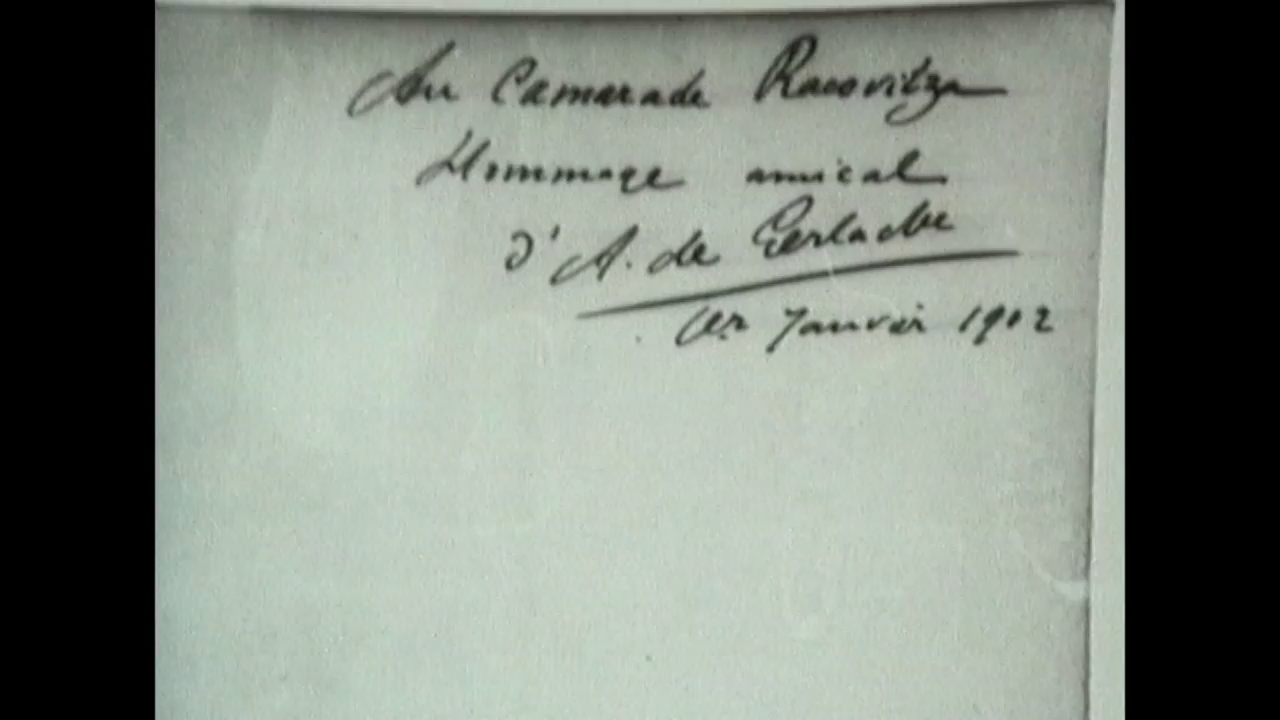 Au Camarade Racovitza
Hommage amical
d'A. de Gerlache
1er Janvier 1902